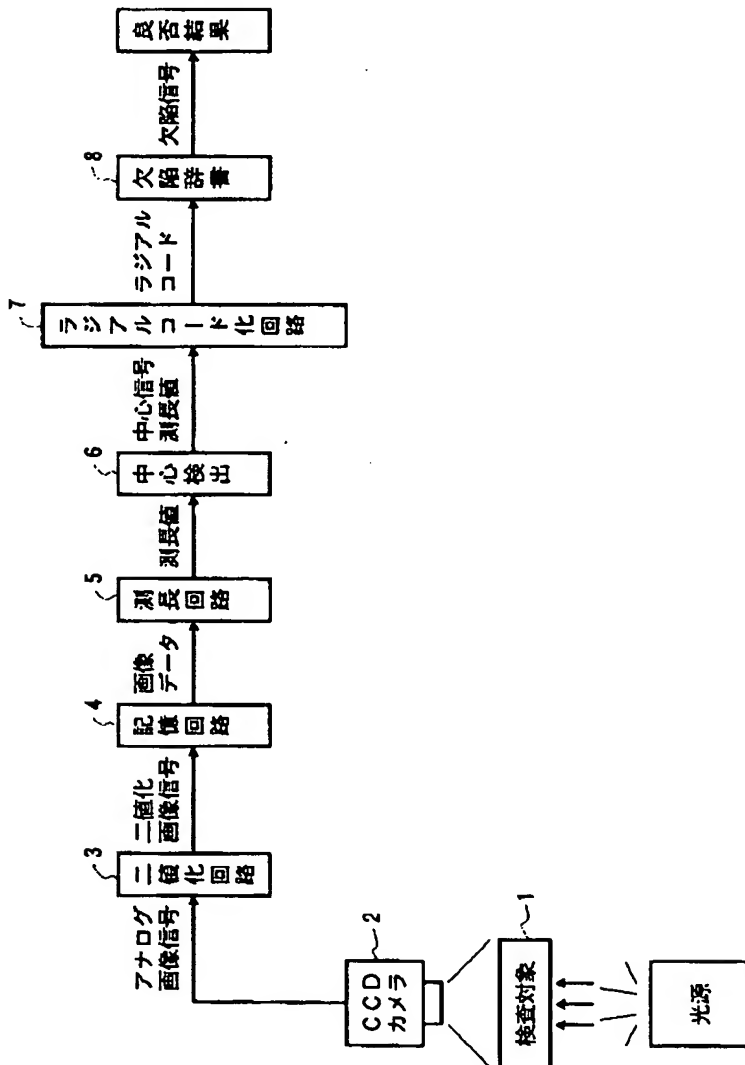 光源
検査対象
1
CCD
カメラ
2
アナログ
画像信号
二値化回路
3
二値化
画像信号
記憶回路
4
画像
データ
測長回路
5
測長値
中心検出
6
中心信号
測長値
ラジアルコード化回路
7
ラジアル
コード
欠陥辞書
8
欠陥信号
良否結果